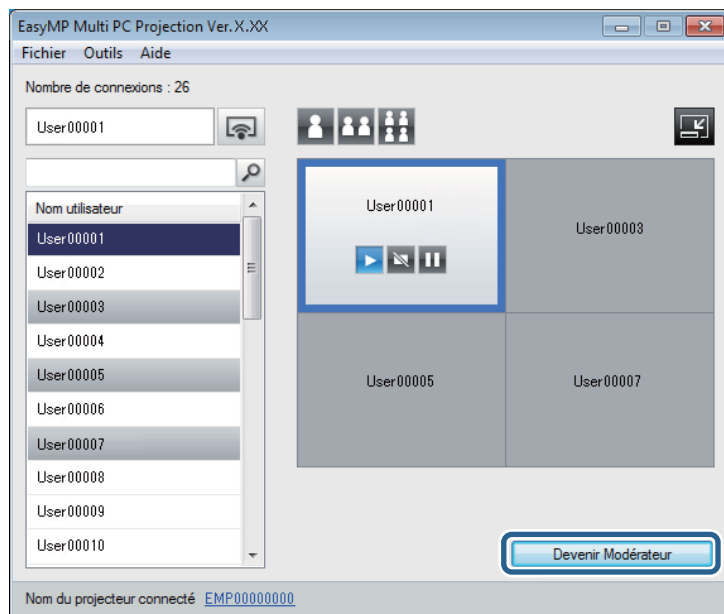 EasyMP Multi PC Projection Ver.X.XX
Fichier Outils Aide
Nombre de connexions : 26
User00001
Nom utilisateur
User00001
User00002
User00003
User00004
User00005
User00006
User00007
User00008
User00009
User00010
User00001
User00003
User00005
User00007
Devenir Modérateur
Nom du projecteur connecté EMP00000000